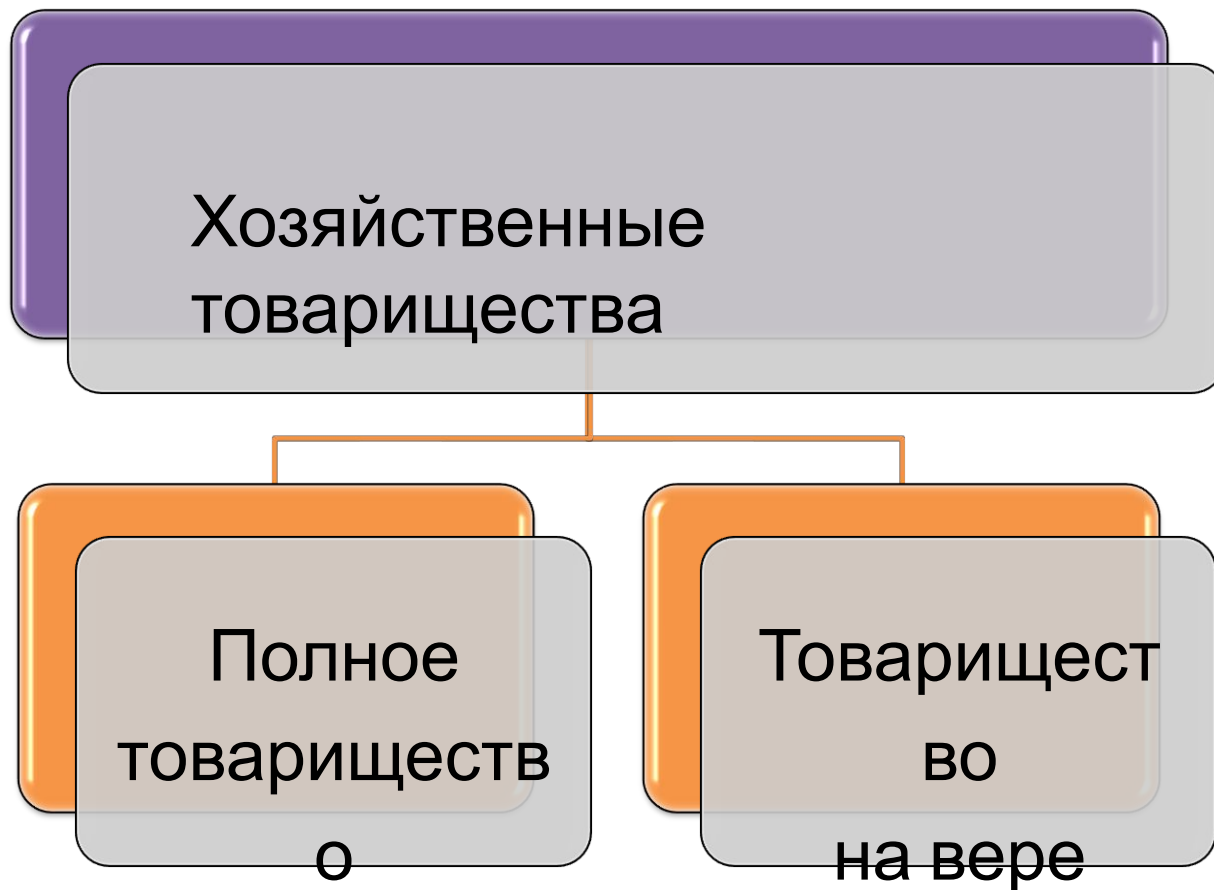 Хозяйственные
товарищества
Полное
товариществ
о
Товарищест
во
на вере